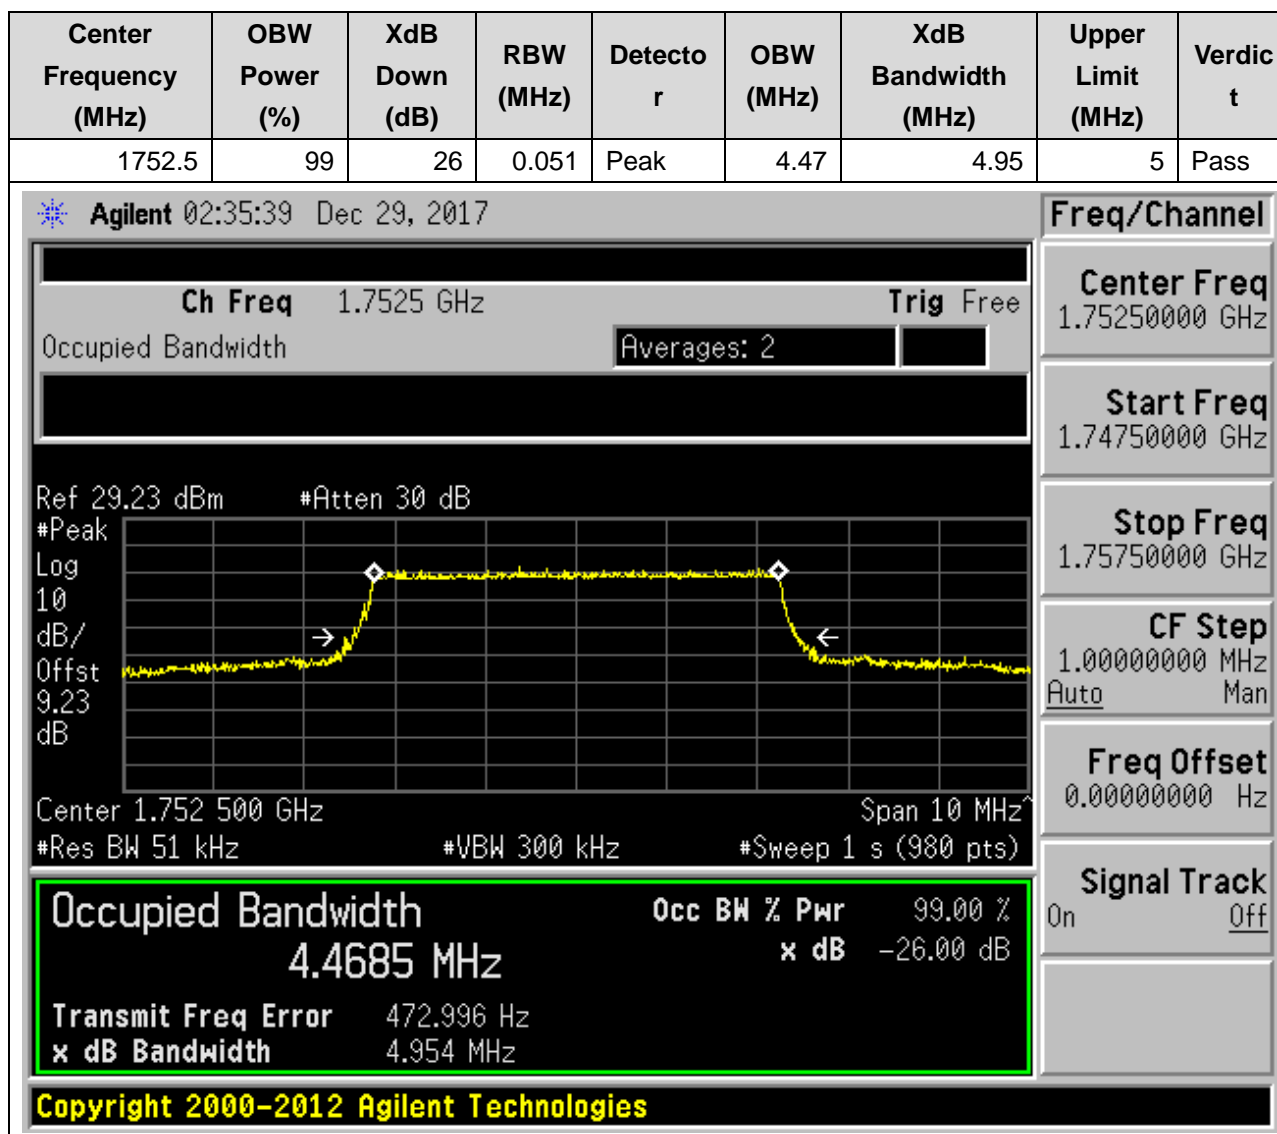 Center Frequency (MHz) OBW Power (%) XdB Down (dB) RBW (MHz) Detecto r OBW (MHz) XdB Bandwidth (MHz) Upper Limit (MHz) Verdic t
1752.5 99 26 0.051 Peak 4.47 4.95 5 Pass
Agilent 02:35:39 Dec 29, 2017
Freq/Channel
Ch Freq 1.7525 GHz Trig Free
Occupied Bandwidth Averages: 2
Center Freq
1.75250000 GHz
Start Freq
1.74750000 GHz
Stop Freq
1.75750000 GHz
CF Step
1.00000000 MHz
Auto Man
Freq Offset
0.00000000 Hz
Signal Track
On Off
Ref 29.23 dBm #Atten 30 dB
#Peak
Log
10
dB/
Offst
9.23
dB
Center 1.752 500 GHz Span 10 MHz^
#Res BW 51 kHz #VBW 300 kHz #Sweep 1 s (980 pts)
Occupied Bandwidth Occ BW % Pwr 99.00 %
4.4685 MHz x dB -26.00 dB
Transmit Freq Error 472.996 Hz
x dB Bandwidth 4.954 MHz
Copyright 2000-2012 Agilent Technologies